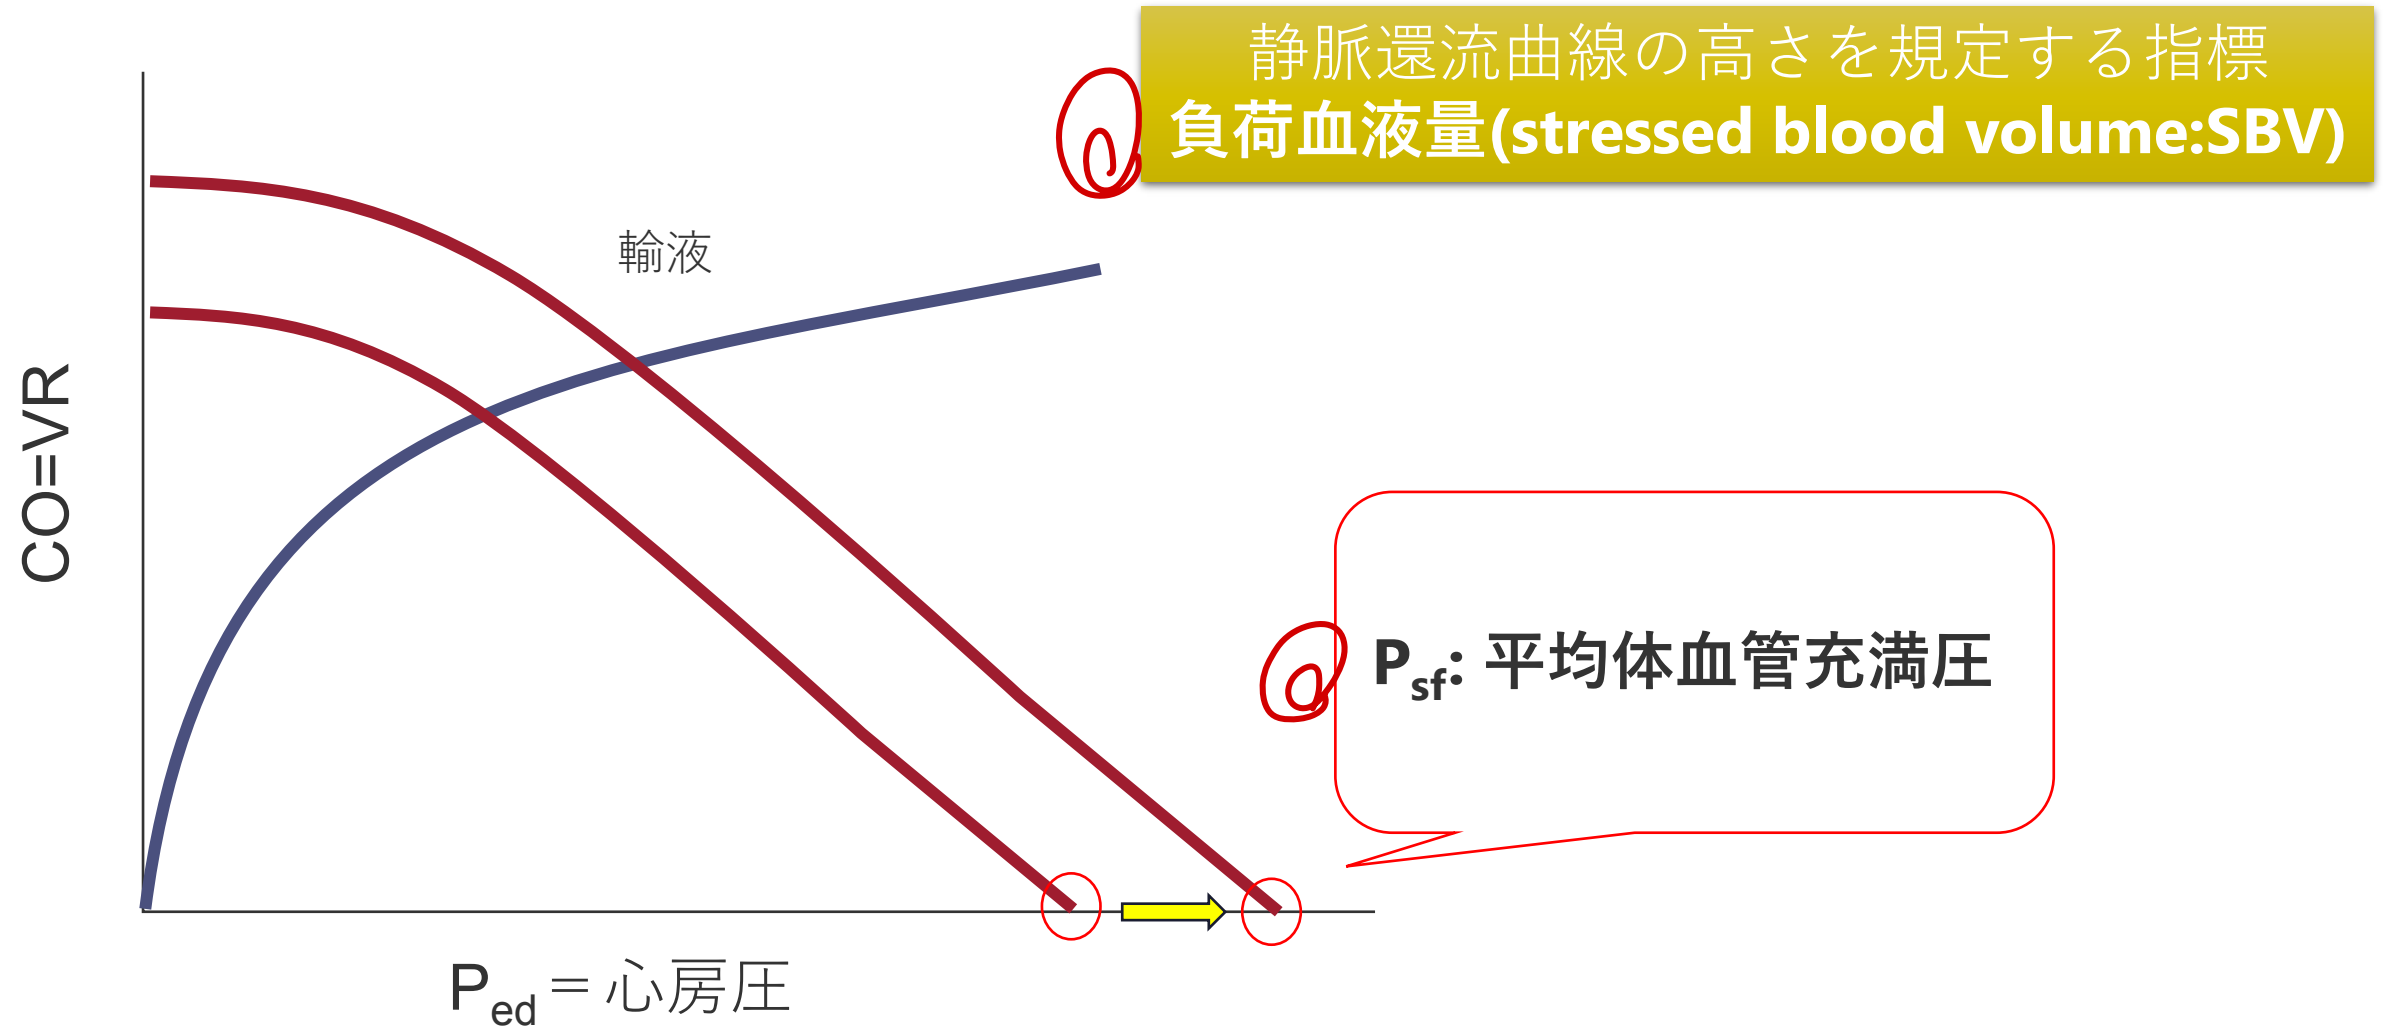 静脈還流曲線の高さを規定する指標
負荷血液量(stressed blood volume:SBV)
輸液
CO=VR
Psf: 平均体血管充満圧
Ped = 心房圧